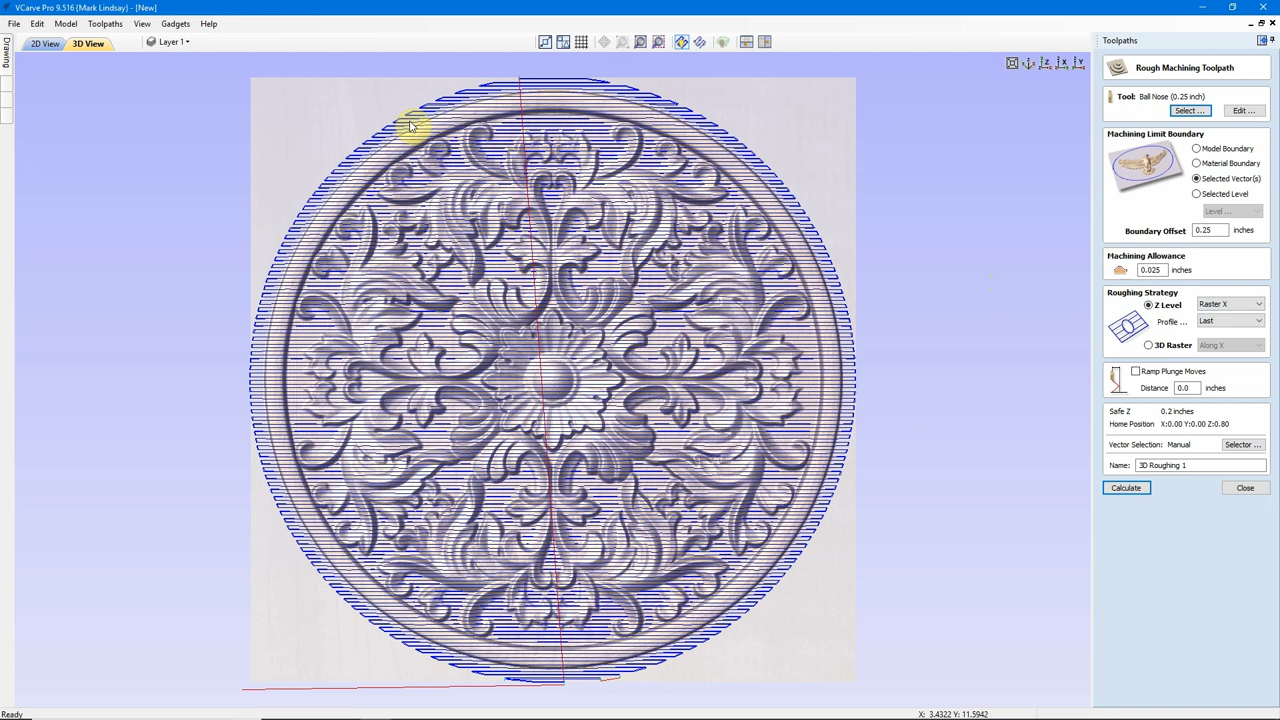 VCarve Pro 9.516 {Mark Lindsay} - [New]
File Edit Model Toolpaths View Gadgets Help
Drawing
2D View 3D View Layer 1
Toolpaths
Rough Machining Toolpath
Tool: Ball Nose (0.25 inch)
Select ... Edit ...
Machining Limit Boundary
Model Boundary
Material Boundary
Selected Vector(s)
Selected Level
Level ...
Boundary Offset 0.25 inches
Machining Allowance
0.025 inches
Roughing Strategy
Z Level Raster X
Profile ... Last
3D Raster Along X
Ramp Plunge Moves
Distance 0.0 inches
Safe Z 0.2 inches
Home Position X:0.00 Y:0.00 Z:0.80
Vector Selection: Manual Selector ...
Name: 3D Roughing 1
Calculate Close
Ready X: 3.4322 Y: 11.5942